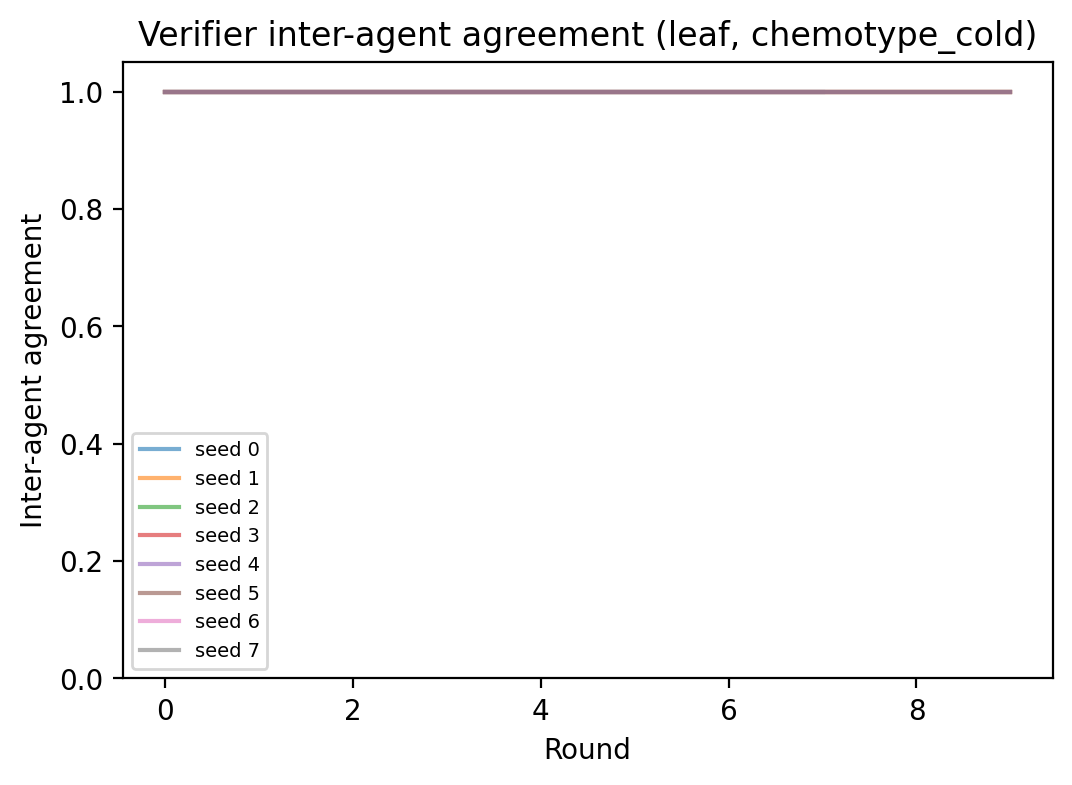 Verifier inter-agent agreement (leaf, chemotype_cold)
Inter-agent agreement
1.0
0.8
0.6
0.4
0.2
0.0
seed 0
seed 1
seed 2
seed 3
seed 4
seed 5
seed 6
seed 7
0 2 4 6 8
Round